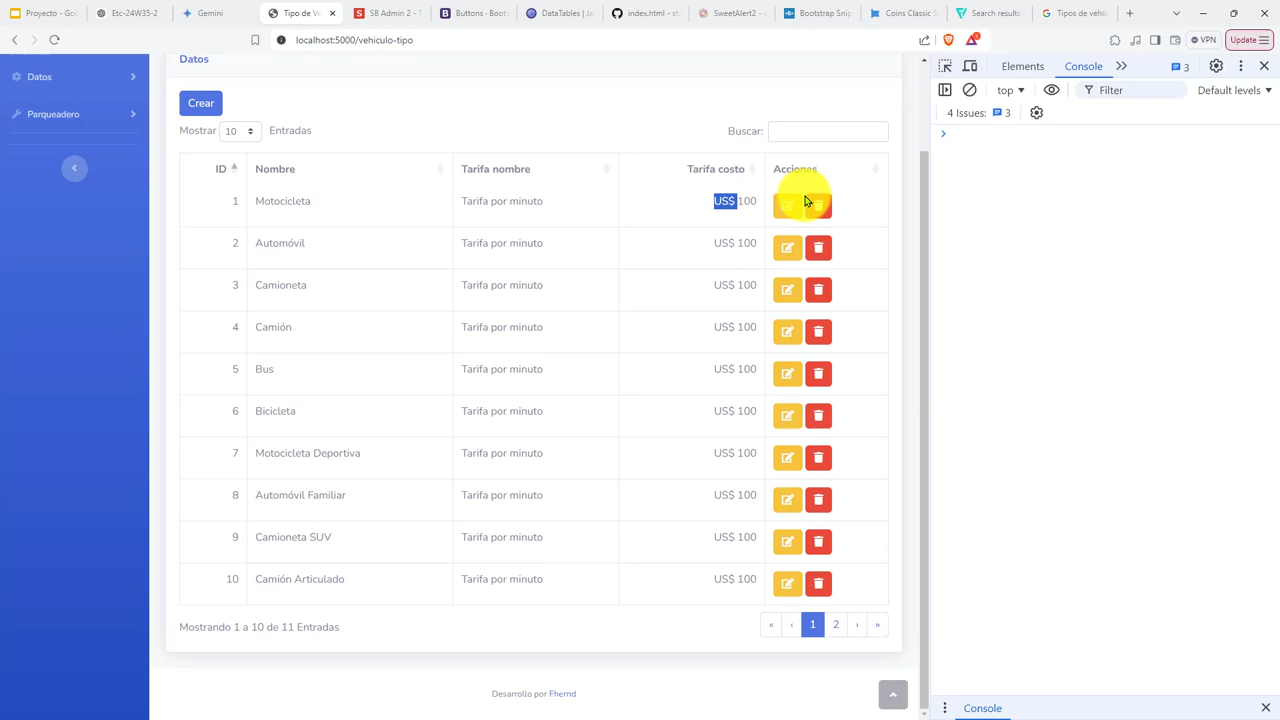 Proyecto - Goo
Etc-24W35-2
Gemini
Tipo de Ve
SB Admin 2 - T
Buttons - Boots
DataTables | Ja
index.html - sta
SweetAlert2 - a
Bootstrap Snip
Coins Classic S
Search results
Tipos de vehic
localhost:5000/vehiculo-tipo
VPN
Update
Datos
Parqueadero
Datos
Crear
Mostrar 10 Entradas
Buscar:
ID Nombre Tarifa nombre Tarifa costo Acciones
1 Motocicleta Tarifa por minuto US$ 100
2 Automóvil Tarifa por minuto US$ 100
3 Camioneta Tarifa por minuto US$ 100
4 Camión Tarifa por minuto US$ 100
5 Bus Tarifa por minuto US$ 100
6 Bicicleta Tarifa por minuto US$ 100
7 Motocicleta Deportiva Tarifa por minuto US$ 100
8 Automóvil Familiar Tarifa por minuto US$ 100
9 Camioneta SUV Tarifa por minuto US$ 100
10 Camión Articulado Tarifa por minuto US$ 100
Mostrando 1 a 10 de 11 Entradas
« ‹ 1 2 › »
Desarrollo por Fhernd
Elements Console 3
top Filter Default levels
4 Issues: 3
Console